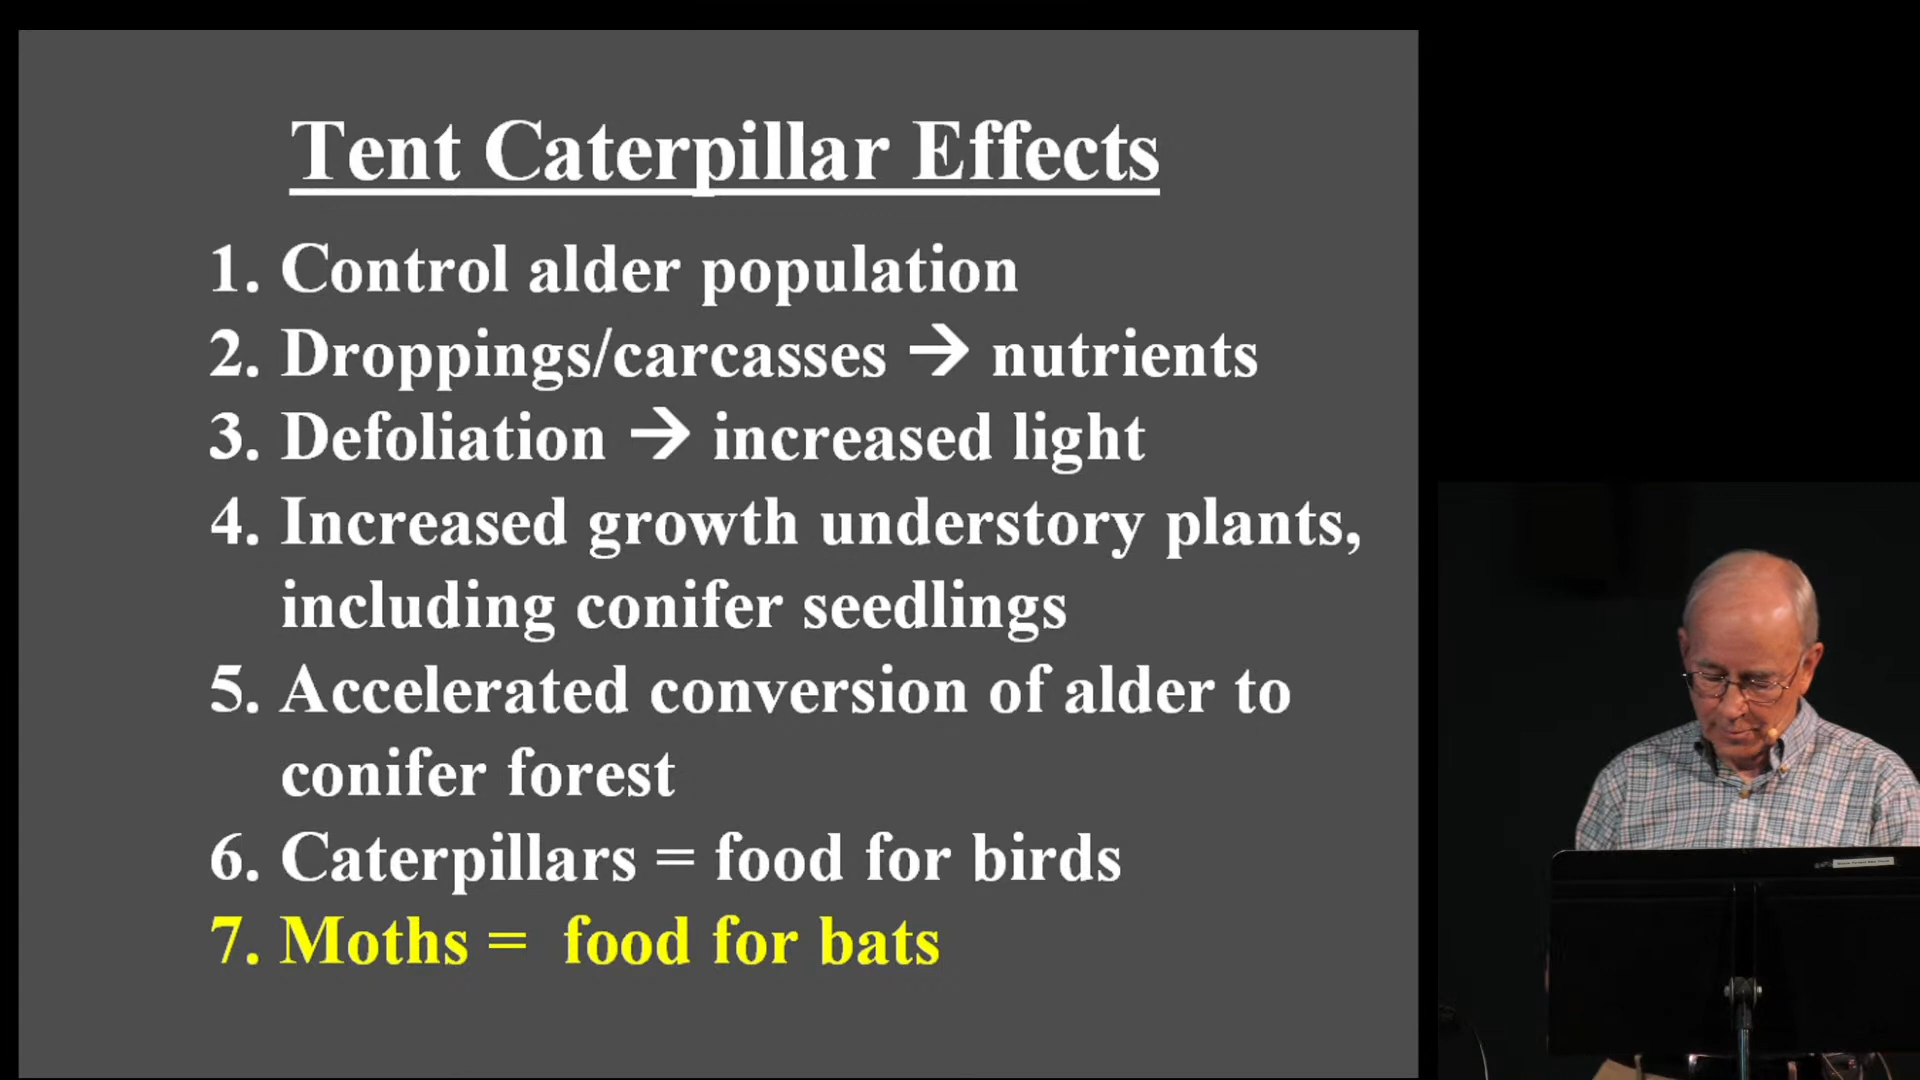 Tent Caterpillar Effects
1. Control alder population
2. Droppings/carcasses → nutrients
3. Defoliation → increased light
4. Increased growth understory plants,
including conifer seedlings
5. Accelerated conversion of alder to
conifer forest
6. Caterpillars = food for birds
7. Moths = food for bats